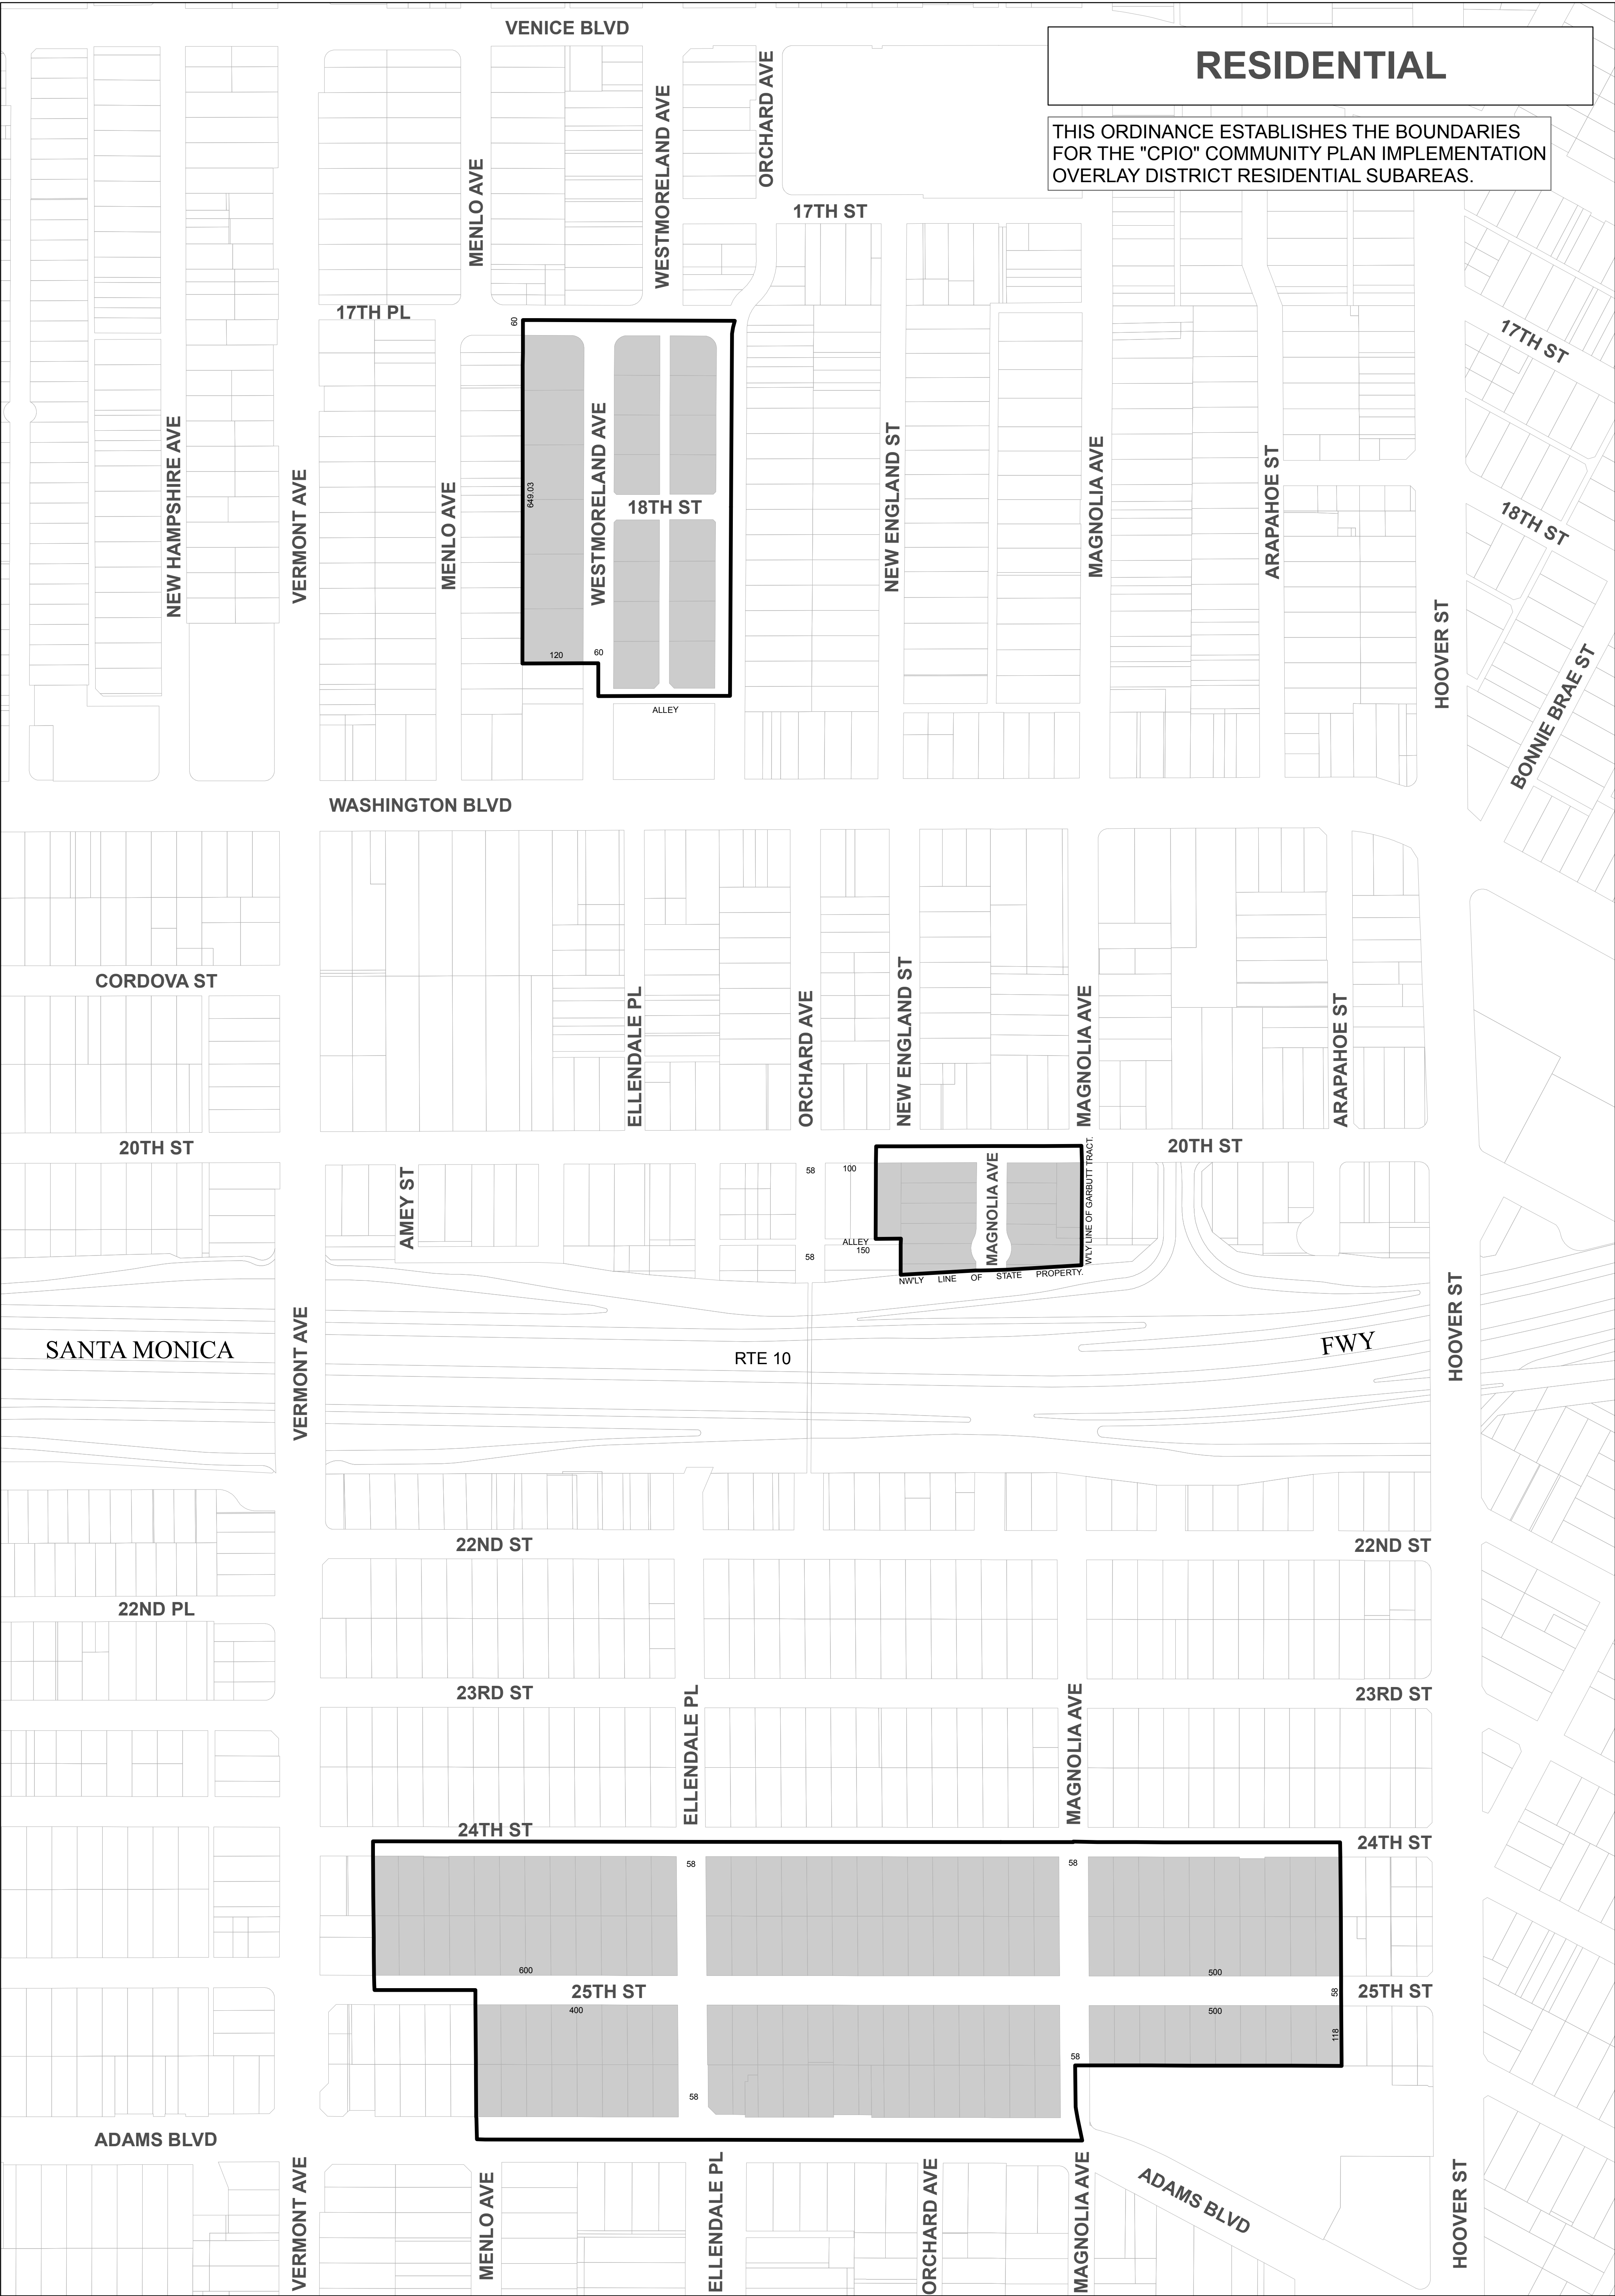 VENICE BLVD
RESIDENTIAL
THIS ORDINANCE ESTABLISHES THE BOUNDARIES
FOR THE "CPIO" COMMUNITY PLAN IMPLEMENTATION
OVERLAY DISTRICT RESIDENTIAL SUBAREAS.
ORCHARD AVE
WESTMORELAND AVE
MENLO AVE
17TH ST
17TH PL
60
17TH ST
NEW HAMPSHIRE AVE
VERMONT AVE
MENLO AVE
649.03
WESTMORELAND AVE
18TH ST
NEW ENGLAND ST
MAGNOLIA AVE
ARAPAHOE ST
18TH ST
HOOVER ST
BONNIE BRAE ST
120
60
ALLEY
WASHINGTON BLVD
CORDOVA ST
ELLENDALE PL
ORCHARD AVE
NEW ENGLAND ST
MAGNOLIA AVE
ARAPAHOE ST
20TH ST
20TH ST
AMEY ST
58
100
MAGNOLIA AVE
W'LY LINE OF GARBUTT TRACT.
ALLEY
150
58
NW'LY LINE OF STATE PROPERTY.
SANTA MONICA
VERMONT AVE
RTE 10
FWY
HOOVER ST
22ND ST
22ND ST
22ND PL
23RD ST
ELLENDALE PL
MAGNOLIA AVE
23RD ST
24TH ST
24TH ST
58
58
600
500
25TH ST
58
25TH ST
400
500
118
58
58
ADAMS BLVD
VERMONT AVE
MENLO AVE
ELLENDALE PL
ORCHARD AVE
MAGNOLIA AVE
ADAMS BLVD
HOOVER ST